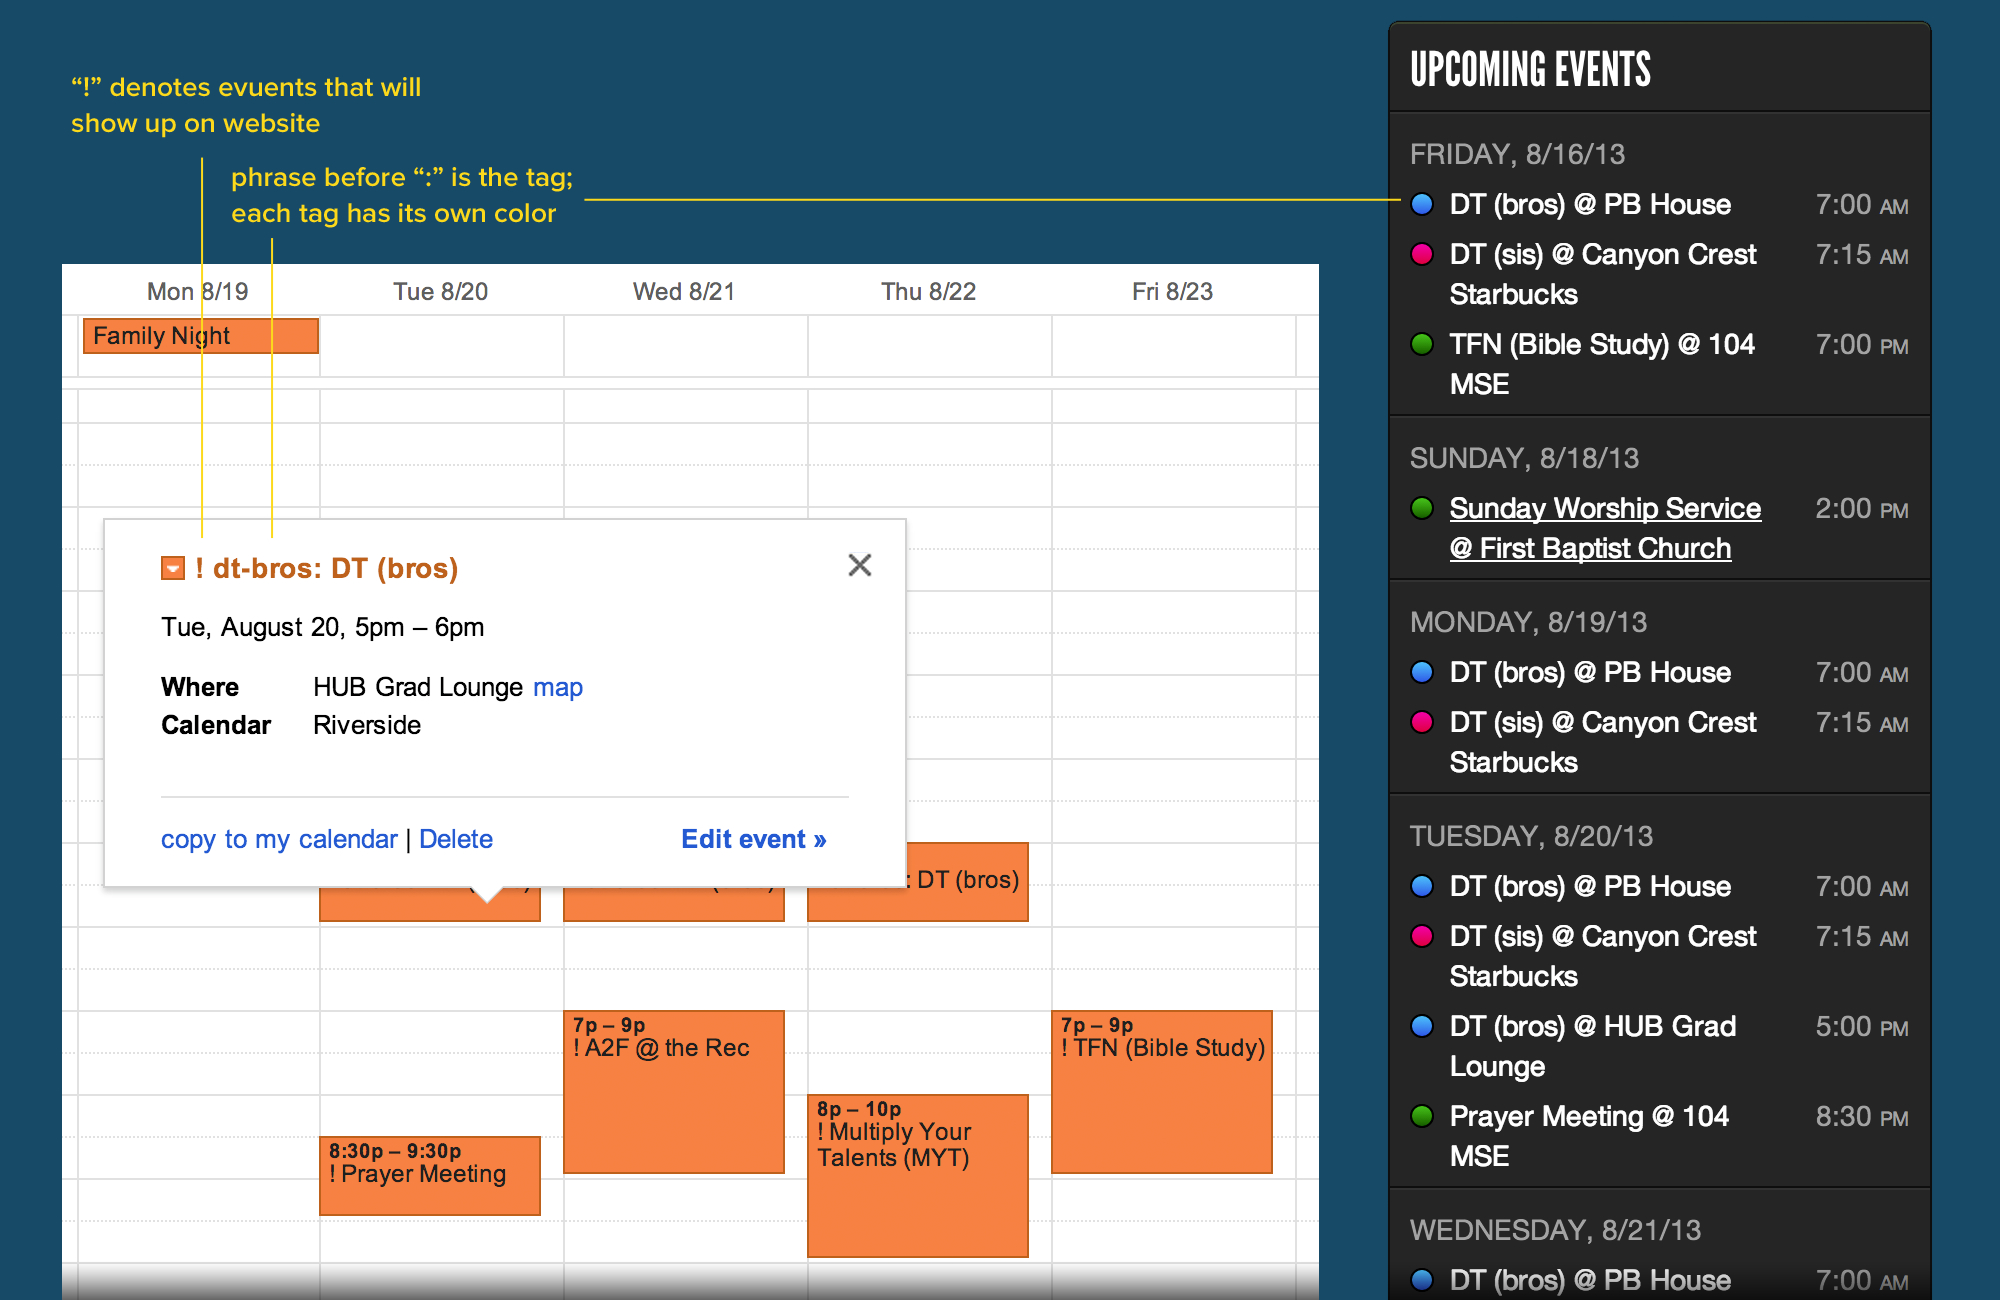 “!” denotes evuents that will
show up on website
phrase before “:” is the tag;
each tag has its own color
Mon 8/19
Tue 8/20
Wed 8/21
Thu 8/22
Fri 8/23
Family Night
! dt-bros: DT (bros)
Tue, August 20, 5pm – 6pm
Where HUB Grad Lounge map
Calendar Riverside
copy to my calendar | Delete
Edit event »
: DT (bros)
7p – 9p
! A2F @ the Rec
7p – 9p
! TFN (Bible Study)
8p – 10p
! Multiply Your
Talents (MYT)
8:30p – 9:30p
! Prayer Meeting
UPCOMING EVENTS
FRIDAY, 8/16/13
DT (bros) @ PB House 7:00 AM
DT (sis) @ Canyon Crest 7:15 AM
Starbucks
TFN (Bible Study) @ 104 7:00 PM
MSE
SUNDAY, 8/18/13
Sunday Worship Service 2:00 PM
@ First Baptist Church
MONDAY, 8/19/13
DT (bros) @ PB House 7:00 AM
DT (sis) @ Canyon Crest 7:15 AM
Starbucks
TUESDAY, 8/20/13
DT (bros) @ PB House 7:00 AM
DT (sis) @ Canyon Crest 7:15 AM
Starbucks
DT (bros) @ HUB Grad 5:00 PM
Lounge
Prayer Meeting @ 104 8:30 PM
MSE
WEDNESDAY, 8/21/13
DT (bros) @ PB House 7:00 AM